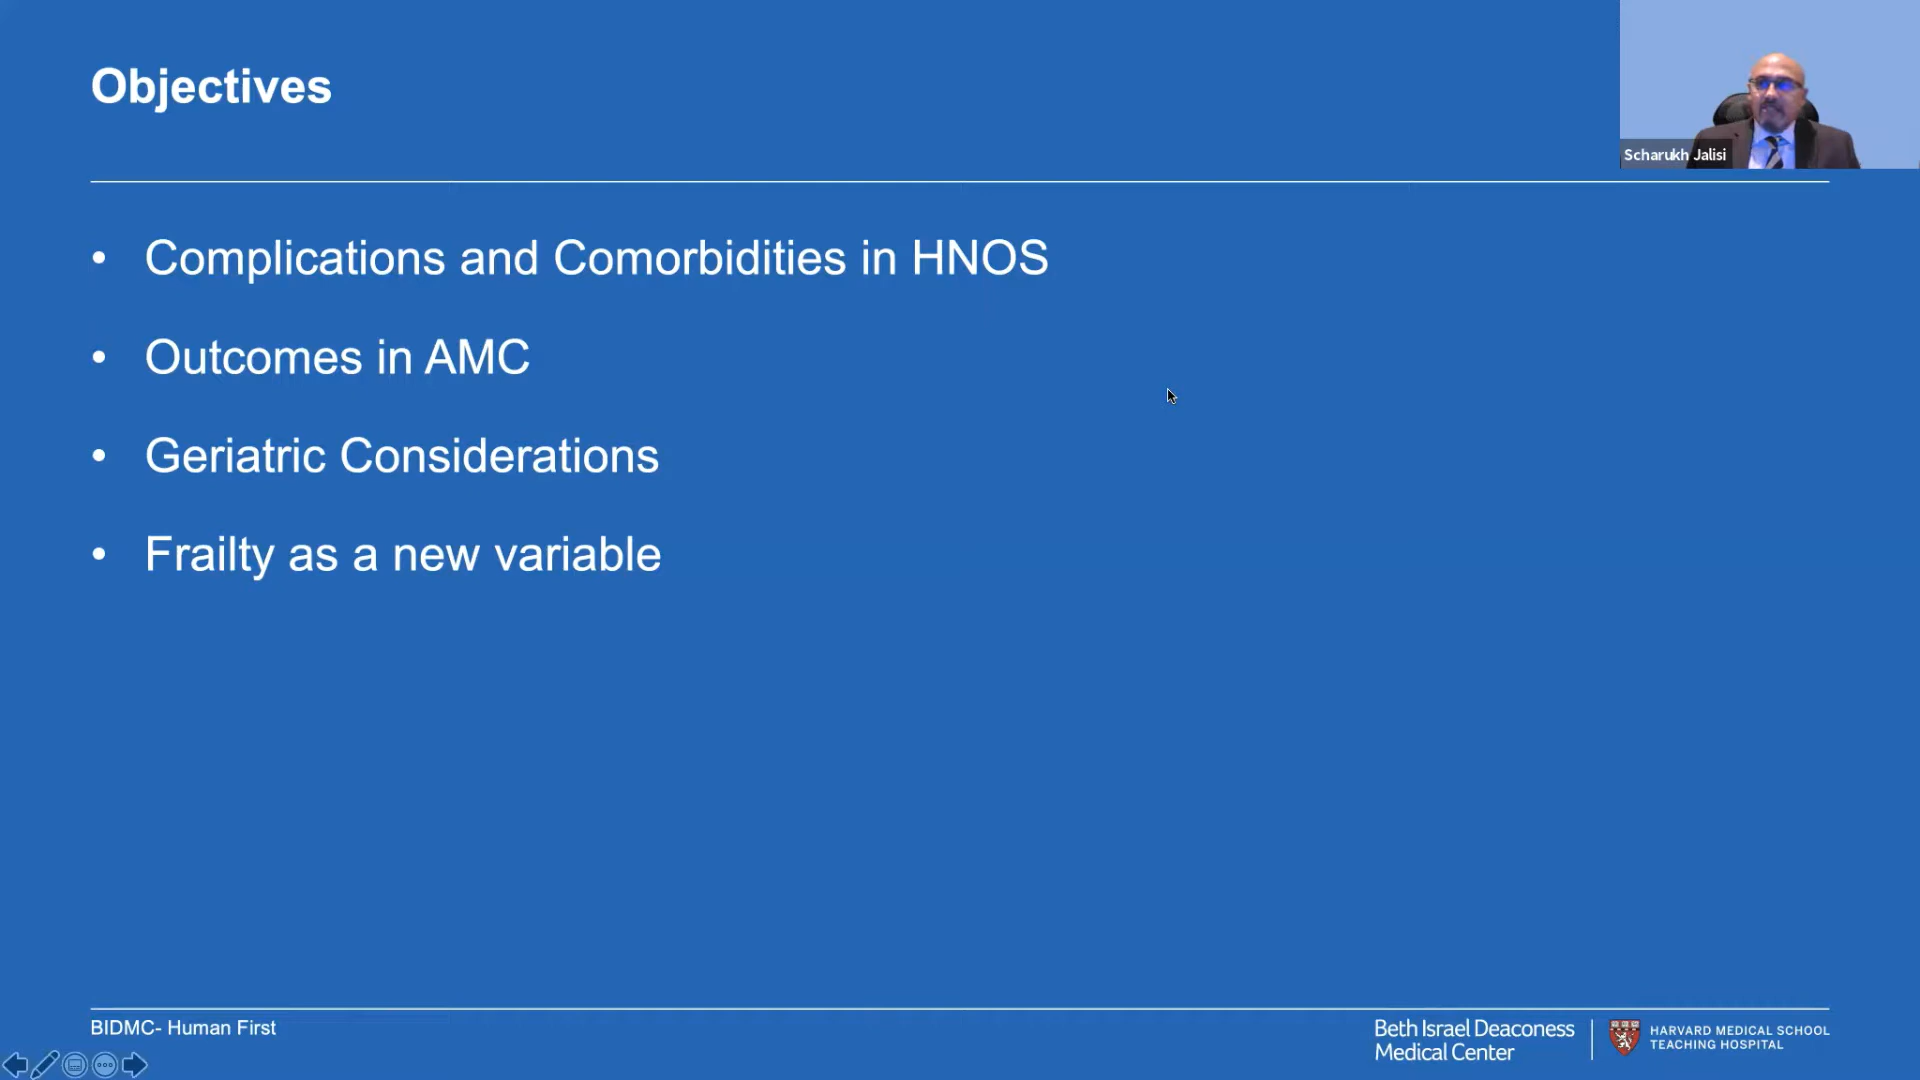 Objectives
Scharukh Jalisi
• Complications and Comorbidities in HNOS
• Outcomes in AMC
• Geriatric Considerations
• Frailty as a new variable
BIDMC- Human First
Beth Israel Deaconess
Medical Center
HARVARD MEDICAL SCHOOL
TEACHING HOSPITAL